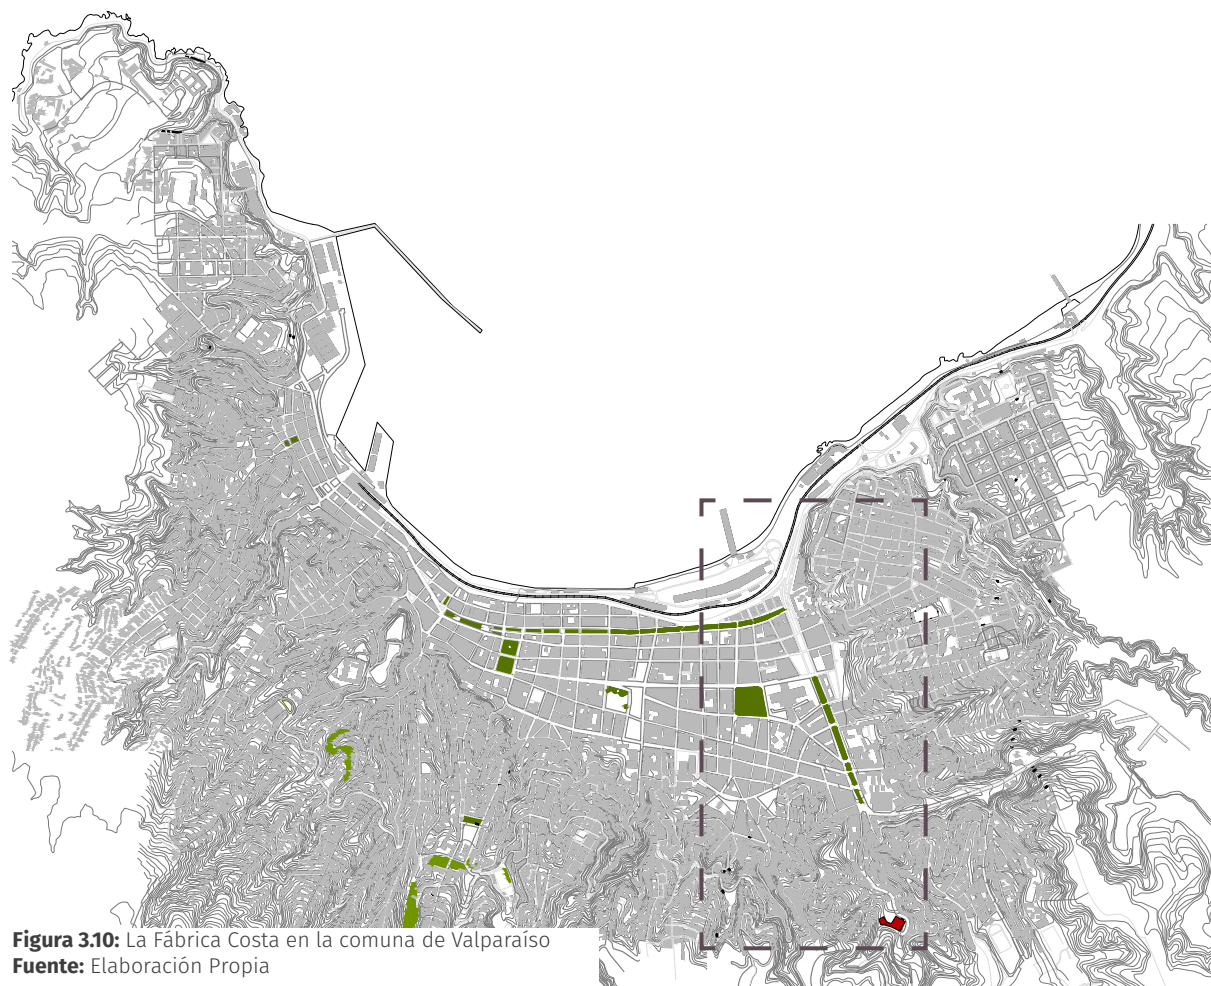 Figura 3.10: La Fábrica Costa en la comuna de Valparaíso
Fuente: Elaboración Propia